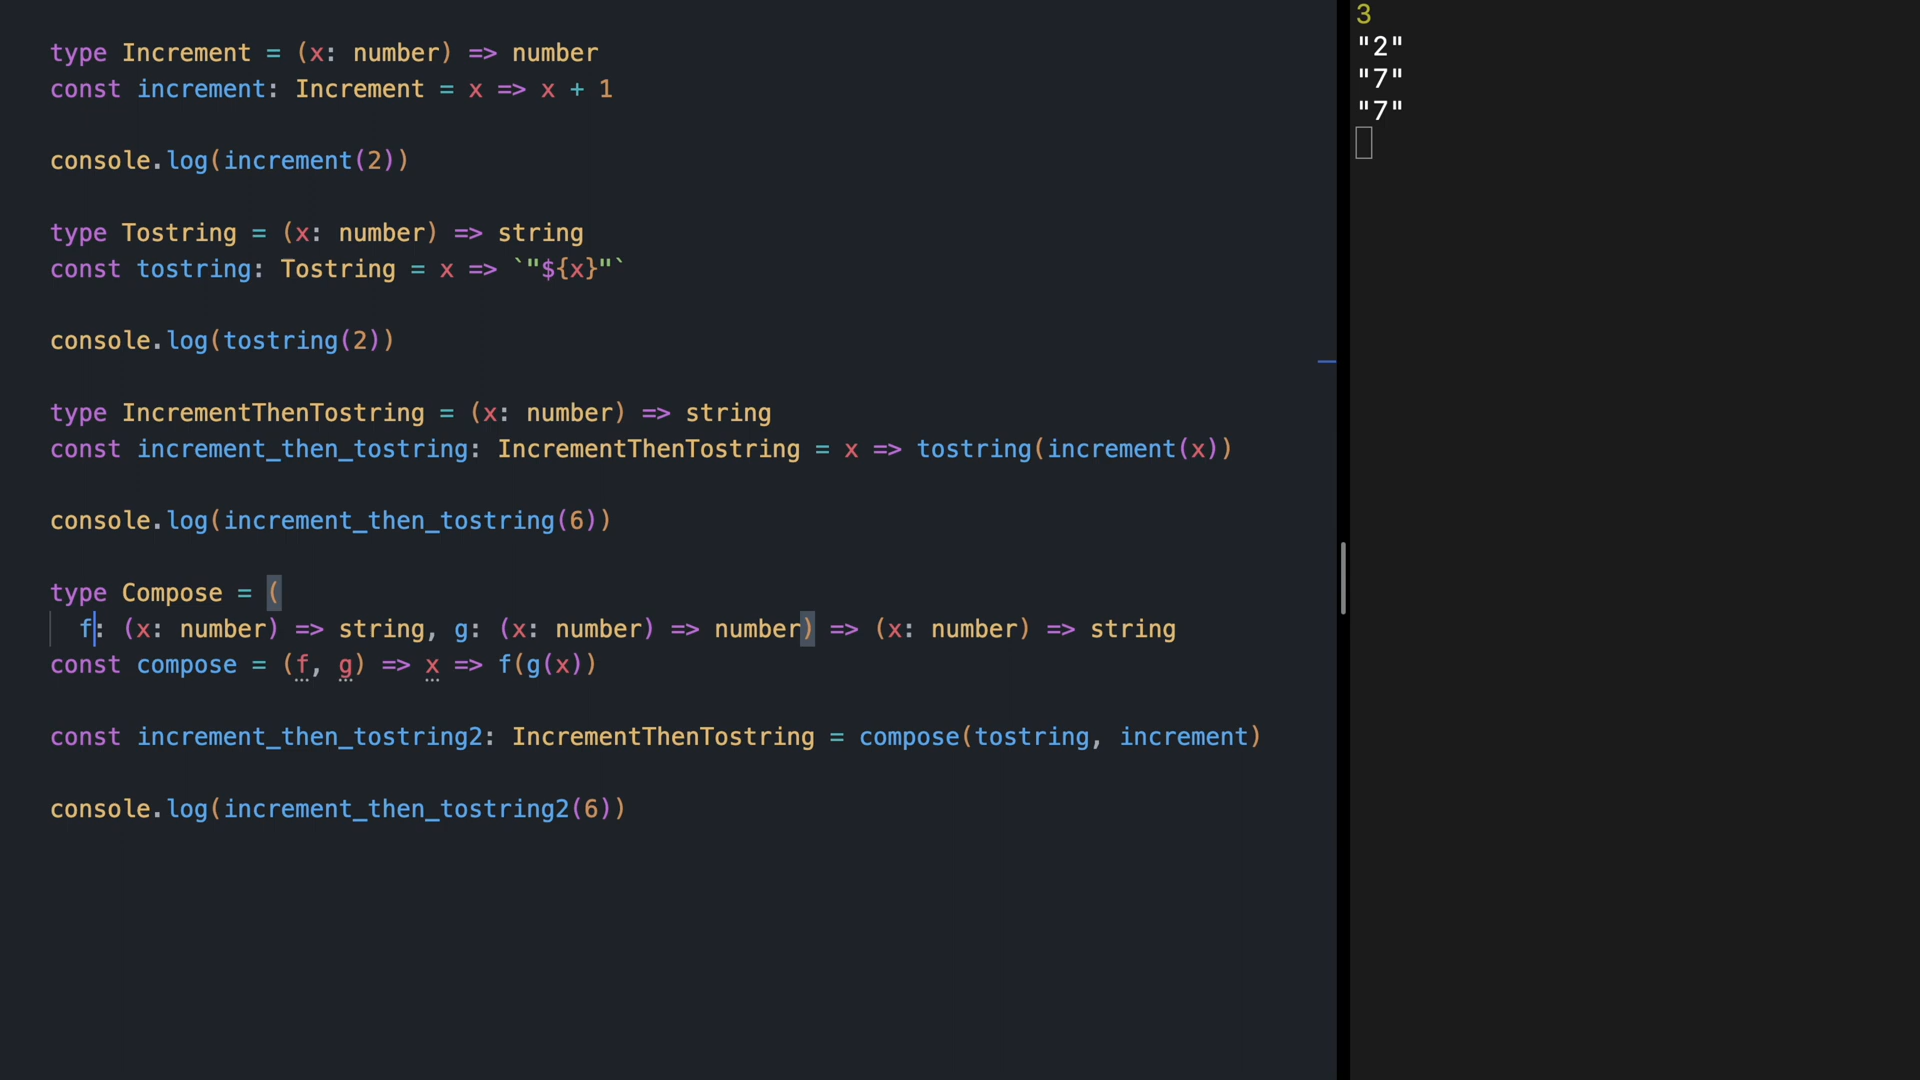 type Increment = (x: number) => number
const increment: Increment = x => x + 1
console.log(increment(2))
type Tostring = (x: number) => string
const tostring: Tostring = x => `"${x}"`
console.log(tostring(2))
type IncrementThenTostring = (x: number) => string
const increment_then_tostring: IncrementThenTostring = x => tostring(increment(x))
console.log(increment_then_tostring(6))
type Compose = (
f: (x: number) => string, g: (x: number) => number) => (x: number) => string
const compose = (f, g) => x => f(g(x))
const increment_then_tostring2: IncrementThenTostring = compose(tostring, increment)
console.log(increment_then_tostring2(6))
3
"2"
"7"
"7"